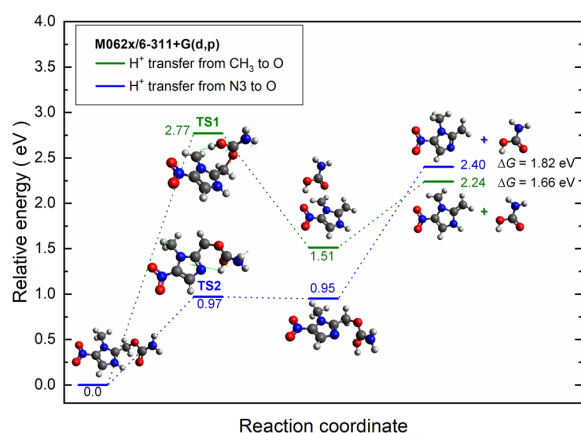 M062x/6-311+G(d,p)
H⁺ transfer from CH₃ to O
H⁺ transfer from N3 to O
Relative energy ( eV )
4.0
3.5
3.0
2.5
2.0
1.5
1.0
0.5
0.0
2.77
TS1
TS2
0.97
0.0
1.51
0.95
+
2.40
ΔG = 1.82 eV
2.24
ΔG = 1.66 eV
+
Reaction coordinate